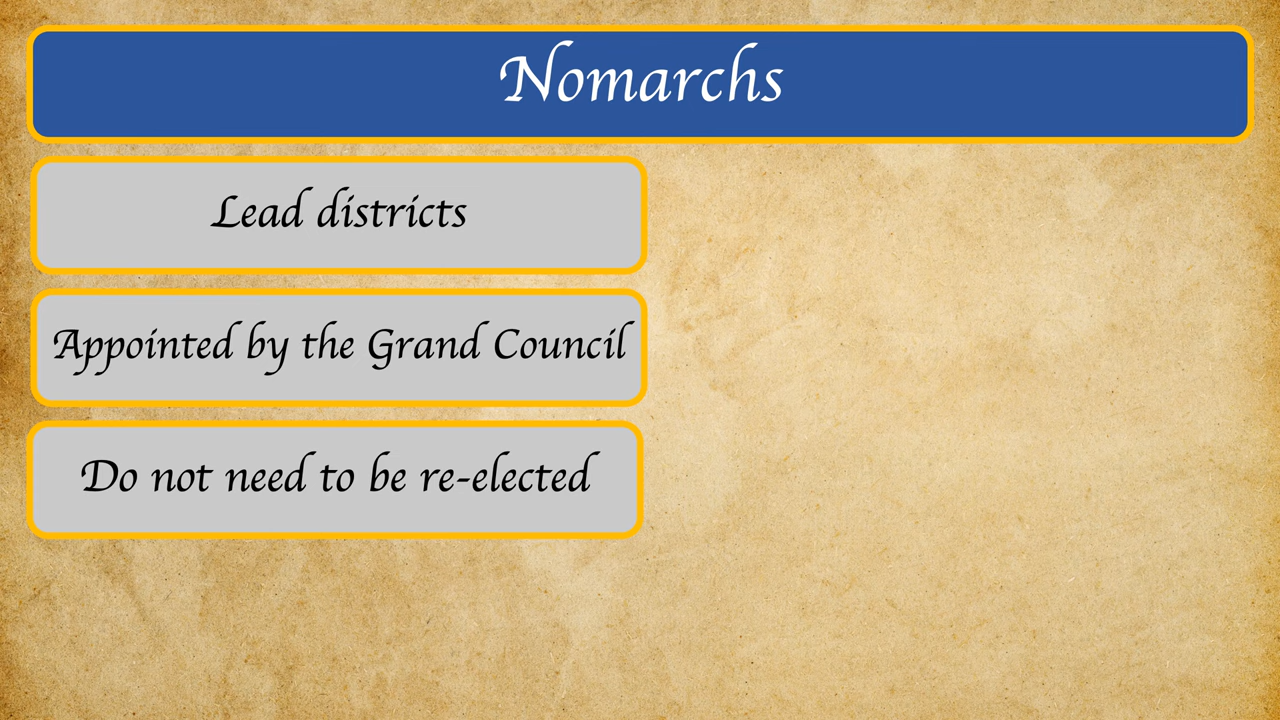 Nomarchs
Lead districts
Appointed by the Grand Council
Do not need to be re-elected